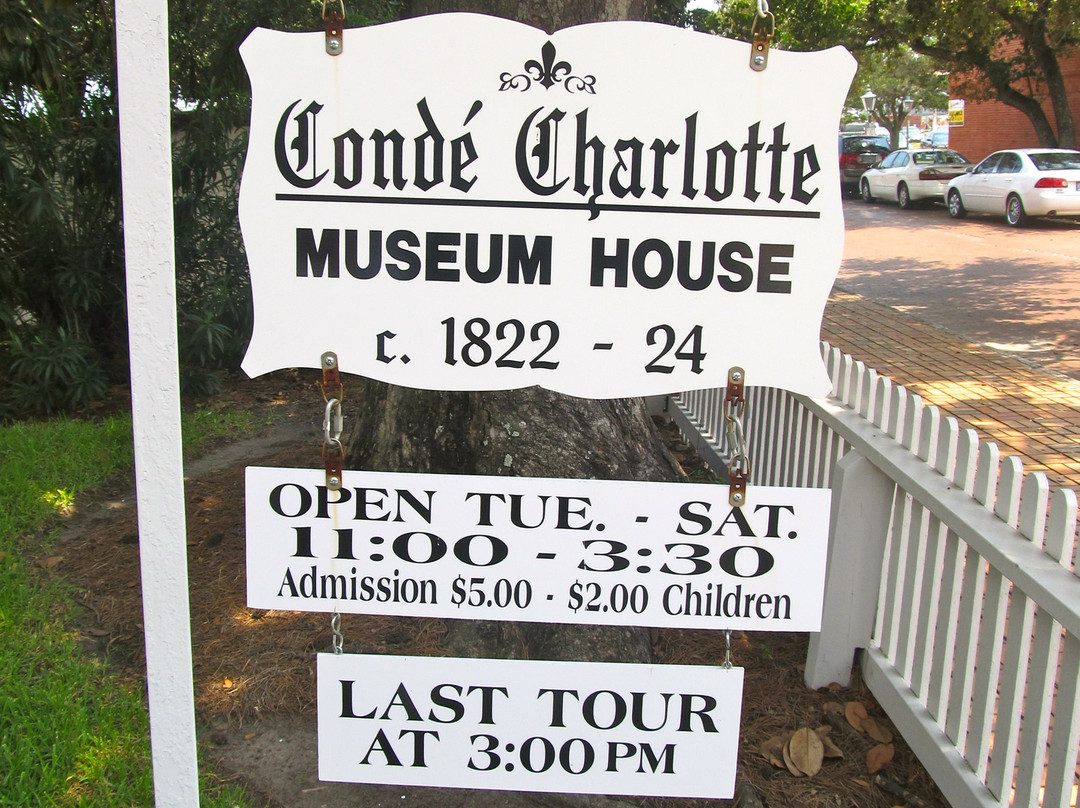 Condé Charlotte
MUSEUM HOUSE
c. 1822 - 24
OPEN TUE. - SAT.
11:00 - 3:30
Admission $5.00 - $2.00 Children
LAST TOUR
AT 3:00 PM